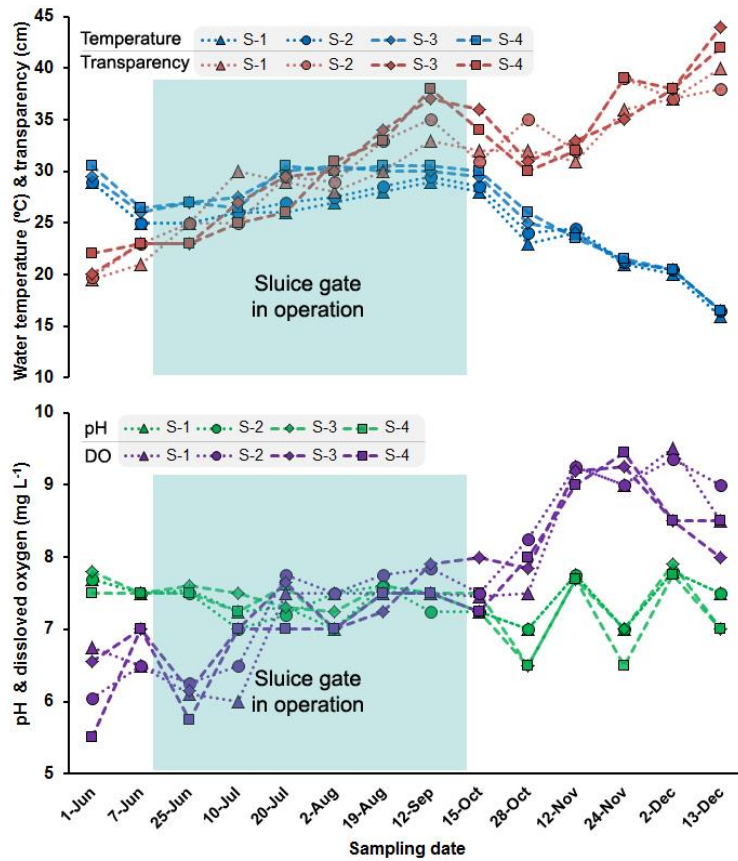 45
40
35
30
25
20
15
10
Water temperature (ºC) & transparency (cm)
Temperature S-1 S-2 S-3 S-4
Transparency S-1 S-2 S-3 S-4
Sluice gate
in operation
10
9
8
7
6
5
pH & dissloved oxygen (mg L⁻¹)
pH S-1 S-2 S-3 S-4
DO S-1 S-2 S-3 S-4
Sluice gate
in operation
1-Jun 7-Jun 25-Jun 10-Jul 20-Jul 2-Aug 19-Aug 12-Sep 15-Oct 28-Oct 12-Nov 24-Nov 2-Dec 13-Dec
Sampling date